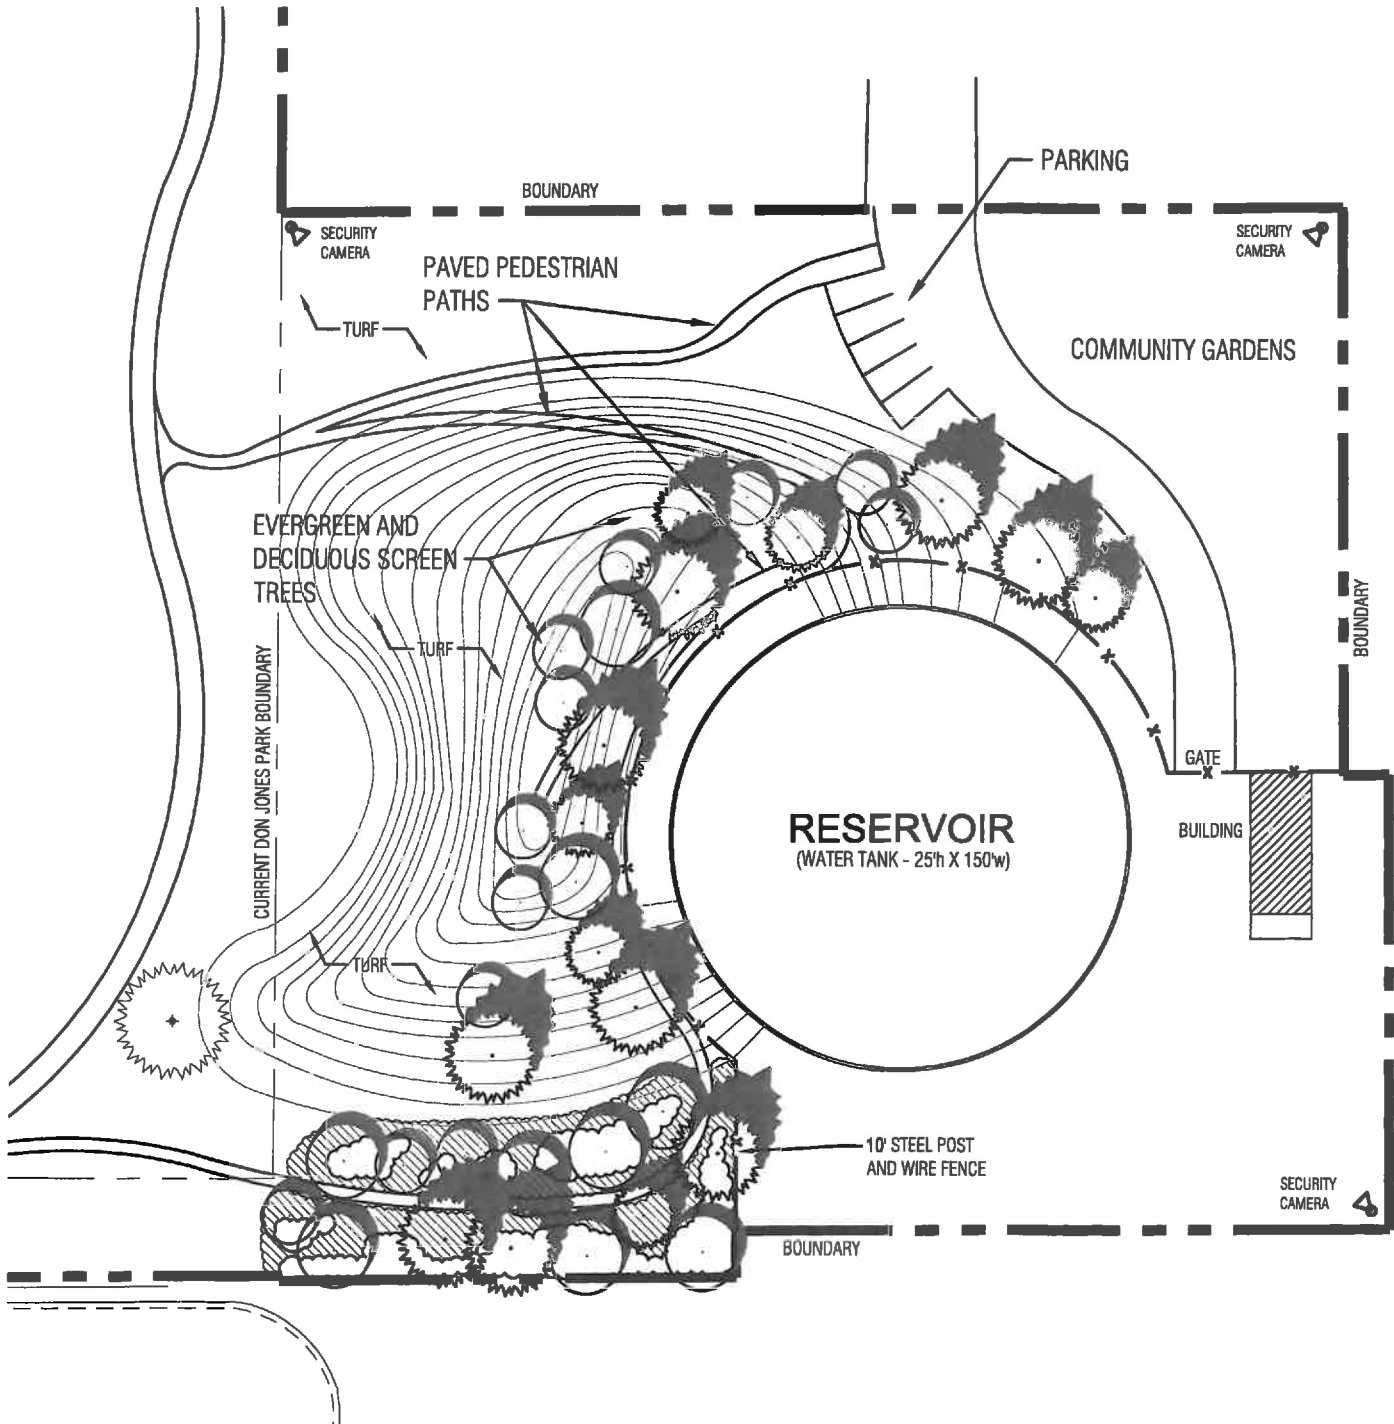 PARKING
BOUNDARY
SECURITY
CAMERA
SECURITY
CAMERA
PAVED PEDESTRIAN
PATHS
TURF
COMMUNITY GARDENS
EVERGREEN AND
DECIDUOUS SCREEN
TREES
TURF
BOUNDARY
CURRENT DON JONES PARK BOUNDARY
GATE
RESERVOIR
(WATER TANK - 25'h X 150'w)
BUILDING
TURF
10' STEEL POST
AND WIRE FENCE
SECURITY
CAMERA
BOUNDARY